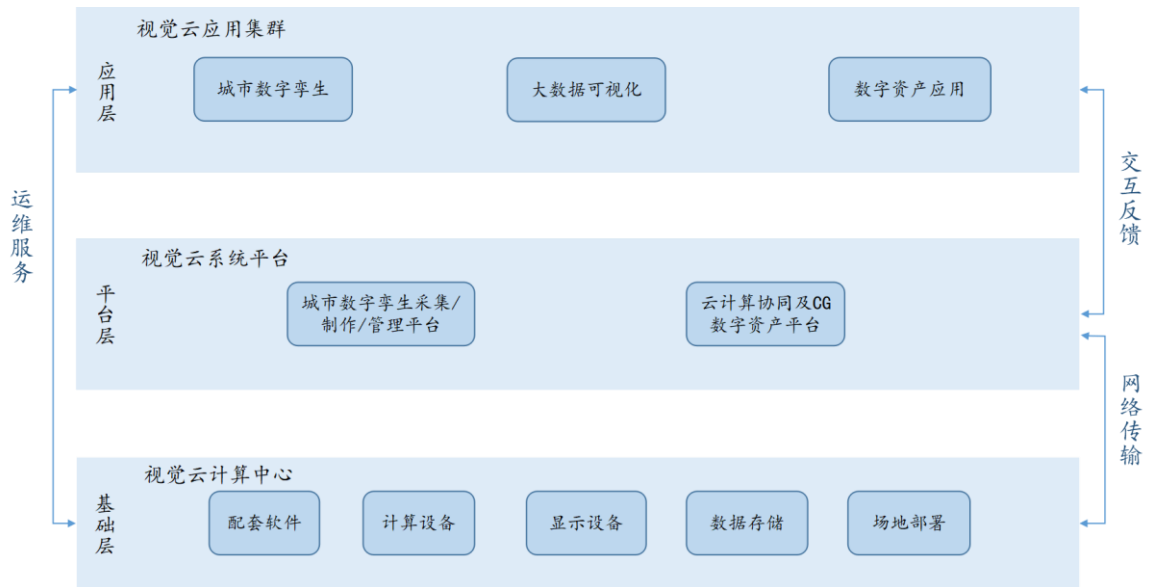 视觉云应用集群
应用层
城市数字孪生
大数据可视化
数字资产应用
运维服务
交互反馈
视觉云系统平台
平台层
城市数字孪生采集/
制作/管理平台
云计算协同及CG
数字资产平台
网络传输
视觉云计算中心
基础层
配套软件
计算设备
显示设备
数据存储
场地部署